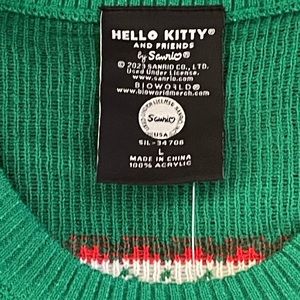 HELLO KITTY®
AND FRIENDS
by Sanrio®
© 2023 SANRIO CO., LTD.
Used Under License.
www.sanrio.com
BIOWORLD®
www.bioworldmerch.com
Sanrio
USA
SIL-34708
L
MADE IN CHINA
100% ACRYLIC